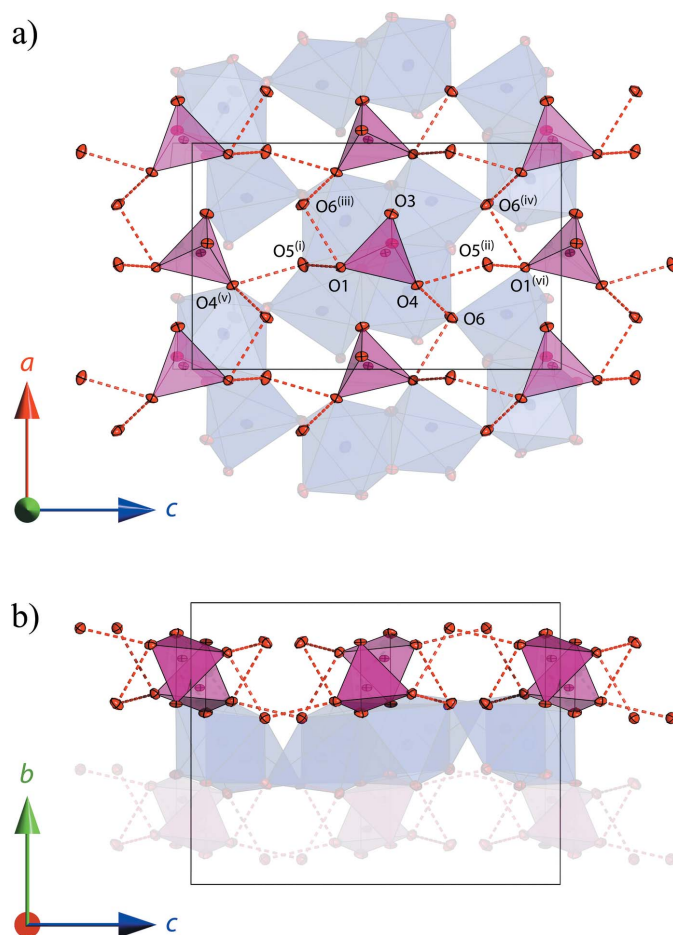 a)
O6(iii)
O3
O6(iv)
O5(i)
O5(ii)
O1
O4
O1(vi)
O4(v)
O6
a
c
b)
b
c